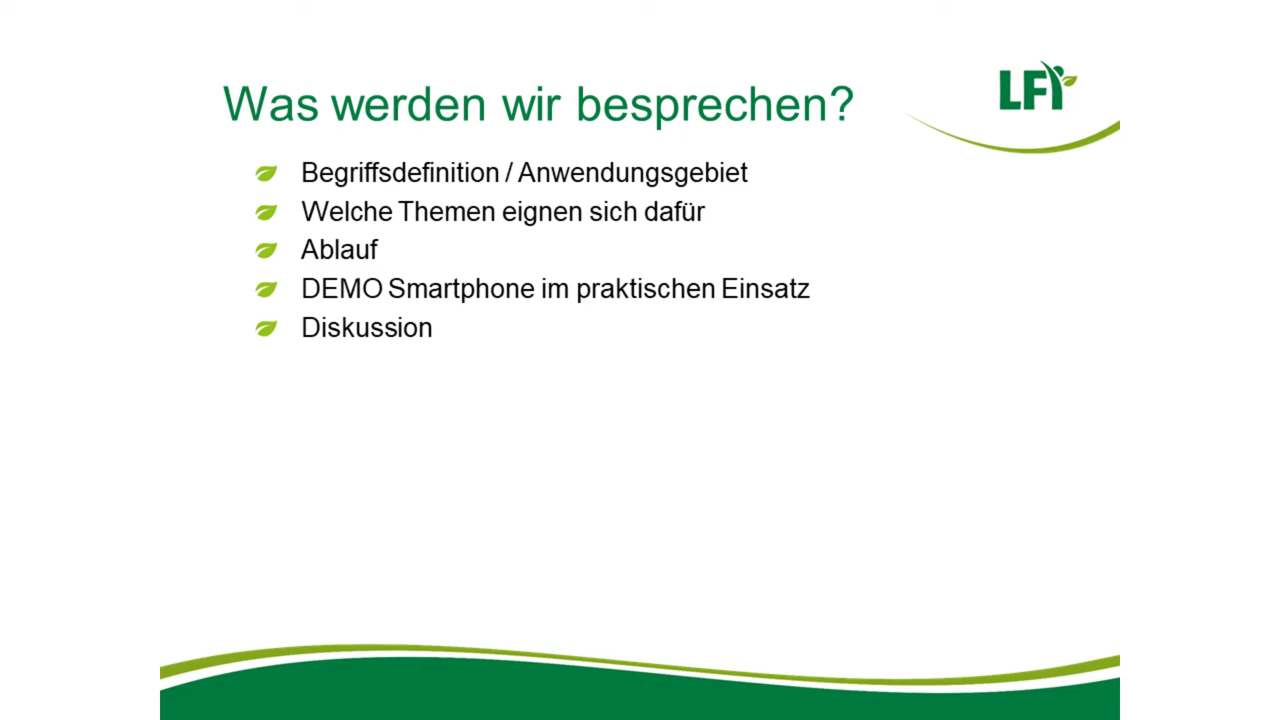 Was werden wir besprechen?
LFI
Begriffsdefinition / Anwendungsgebiet
Welche Themen eignen sich dafür
Ablauf
DEMO Smartphone im praktischen Einsatz
Diskussion